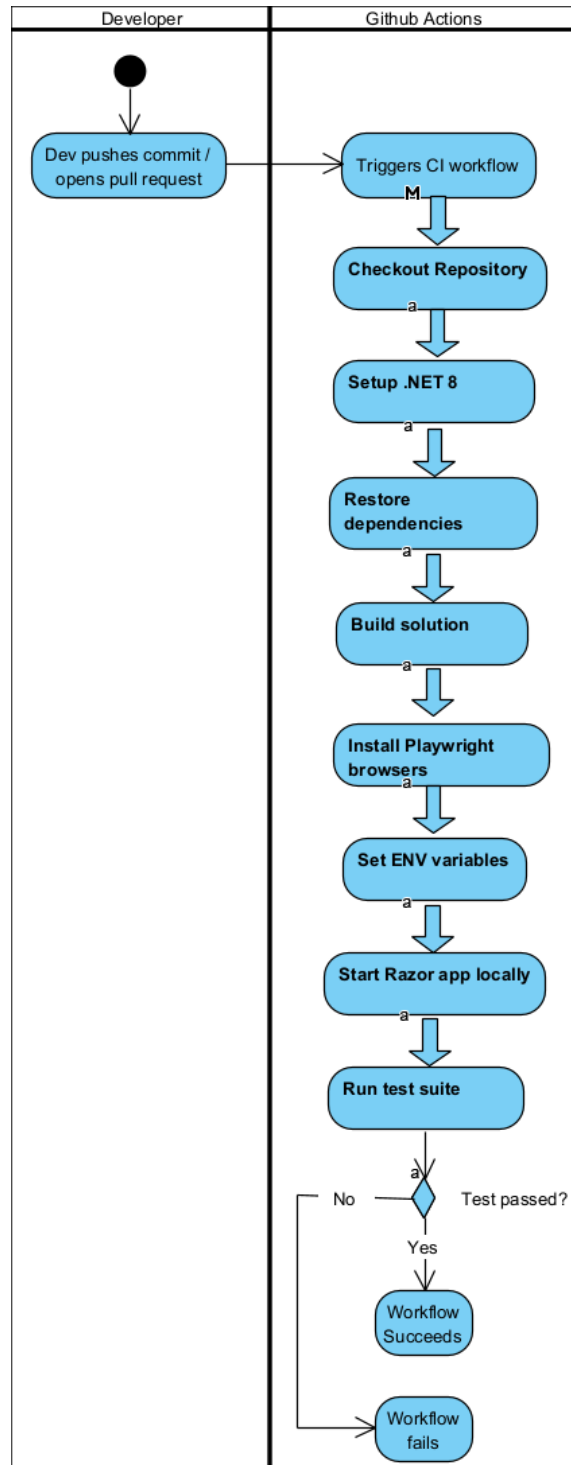 Developer
Github Actions
Dev pushes commit /
opens pull request
Triggers CI workflow
M
Checkout Repository
a
Setup .NET 8
a
Restore
dependencies
a
Build solution
a
Install Playwright
browsers
a
Set ENV variables
a
Start Razor app locally
a
Run test suite
a
No
Test passed?
Yes
Workflow
Succeeds
Workflow
fails